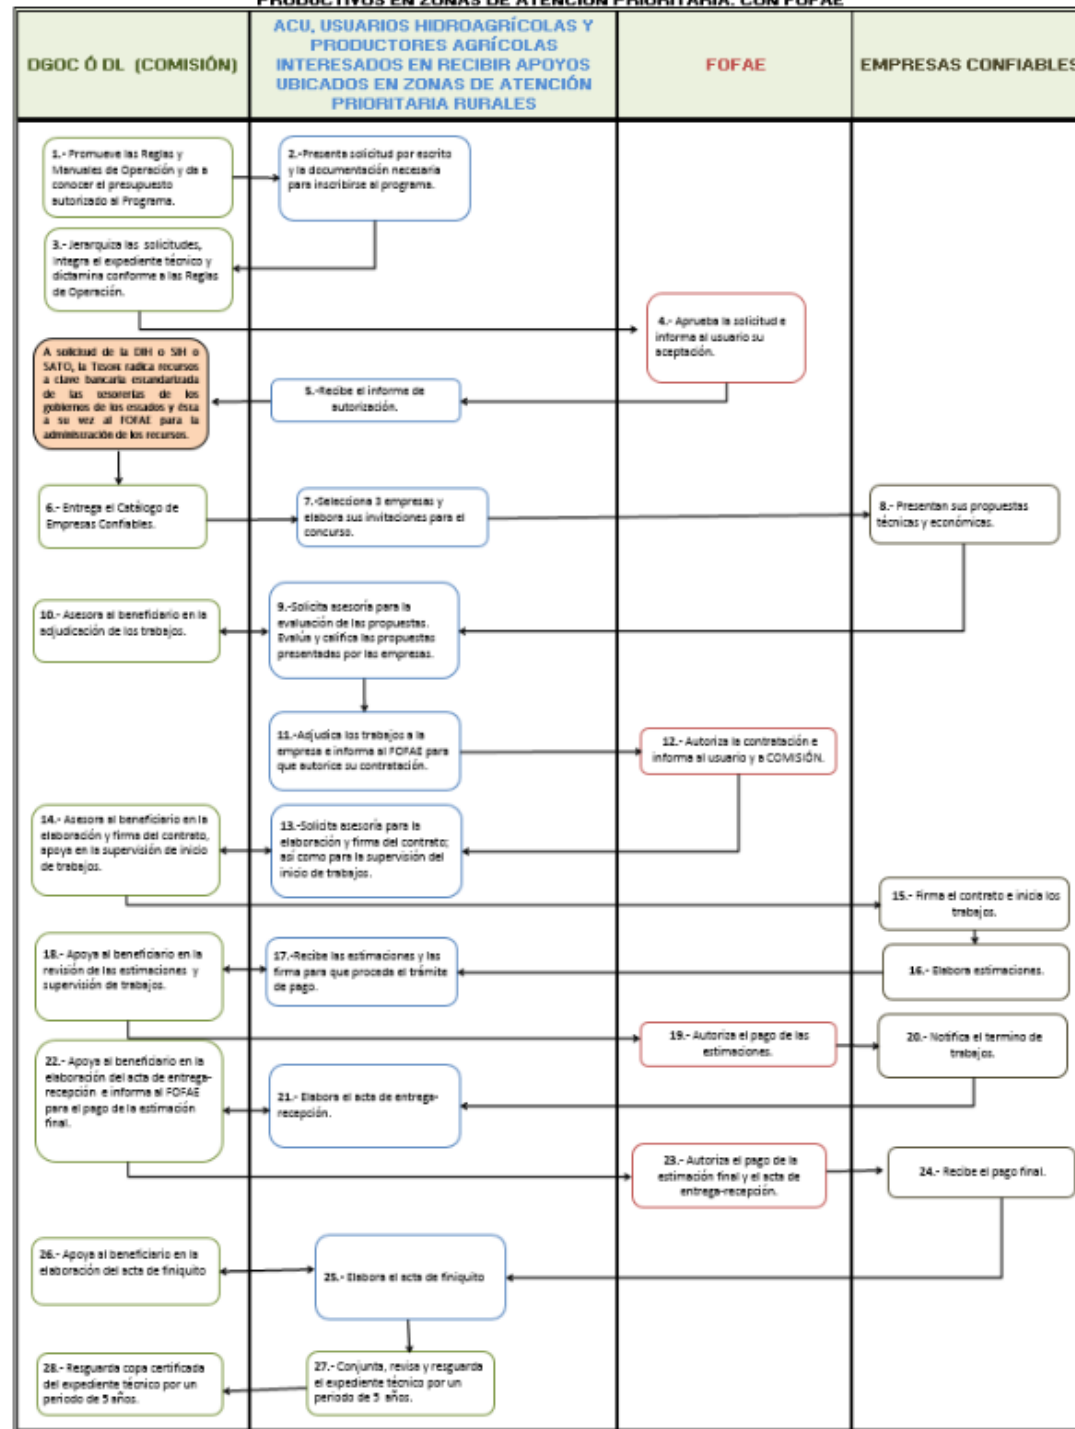 PRODUCTIVOS EN ZONAS DE ATENCIÓN PRIORITARIA. CON FOFAE
DGOC Ó DL (COMISIÓN)
ACU, USUARIOS HIDROAGRÍCOLAS Y
PRODUCTORES AGRÍCOLAS
INTERESADOS EN RECIBIR APOYOS
UBICADOS EN ZONAS DE ATENCIÓN
PRIORITARIA RURALES
FOFAE
EMPRESAS CONFIABLES
1.- Promueve las Reglas y
Manuales de Operación y da a
conocer el presupuesto
autorizado al Programa.
2.-Presenta solicitud por escrito
y la documentación necesaria
para inscribirse al programa.
3.- Jerarquiza las solicitudes,
Integra el expediente técnico y
dictamina conforme a las Reglas
de Operación.
4.- Aprueba la solicitud e
informa al usuario su
aceptación.
A solicitud de la DIH o SIH o
SATO, la Tesofe radica recursos
a clave bancaria estandarizada
de las tesorerías de los
gobiernos de los estados y ésta
a su vez al FOFAE para la
administración de los recursos.
5.-Recibe el informe de
autorización.
6.- Entrega el Catálogo de
Empresas Confiables.
7.-Selecciona 3 empresas y
elabora sus invitaciones para el
concurso.
8.- Presentan sus propuestas
técnicas y económicas.
9.-Solicita asesoría para la
evaluación de las propuestas.
Evalúa y califica las propuestas
presentadas por las empresas.
10.- Asesora al beneficiario en la
adjudicación de los trabajos.
11.-Adjudica los trabajos a la
empresa e informa al FOFAE para
que autorice su contratación.
12.- Autoriza la contratación e
informa al usuario y a COMISIÓN.
13.-Solicita asesoría para la
elaboración y firma del contrato;
así como para la supervisión del
inicio de trabajos.
14.- Asesora al beneficiario en la
elaboración y firma del contrato,
apoya en la supervisión de inicio
de trabajos.
15.- Firma el contrato e inicia los
trabajos.
16.- Elabora estimaciones.
17.-Recibe las estimaciones y las
firma para que proceda el trámite
de pago.
18.- Apoya al beneficiario en la
revisión de las estimaciones y
supervisión de trabajos.
19.- Autoriza el pago de las
estimaciones.
20.- Notifica el termino de
trabajos.
21.- Elabora el acta de entrega-
recepción.
22.- Apoya al beneficiario en la
elaboración del acta de entrega-
recepción e informa al FOFAE
para el pago de la estimación
final.
23.- Autoriza el pago de la
estimación final y el acta de
entrega-recepción.
24.- Recibe el pago final.
25.- Elabora el acta de finiquito
26.- Apoya al beneficiario en la
elaboración del acta de finiquito
27.- Conjunta, revisa y resguarda
el expediente técnico por un
periodo de 5 años.
28.- Resguarda copa certificada
del expediente técnico por un
periodo de 5 años.